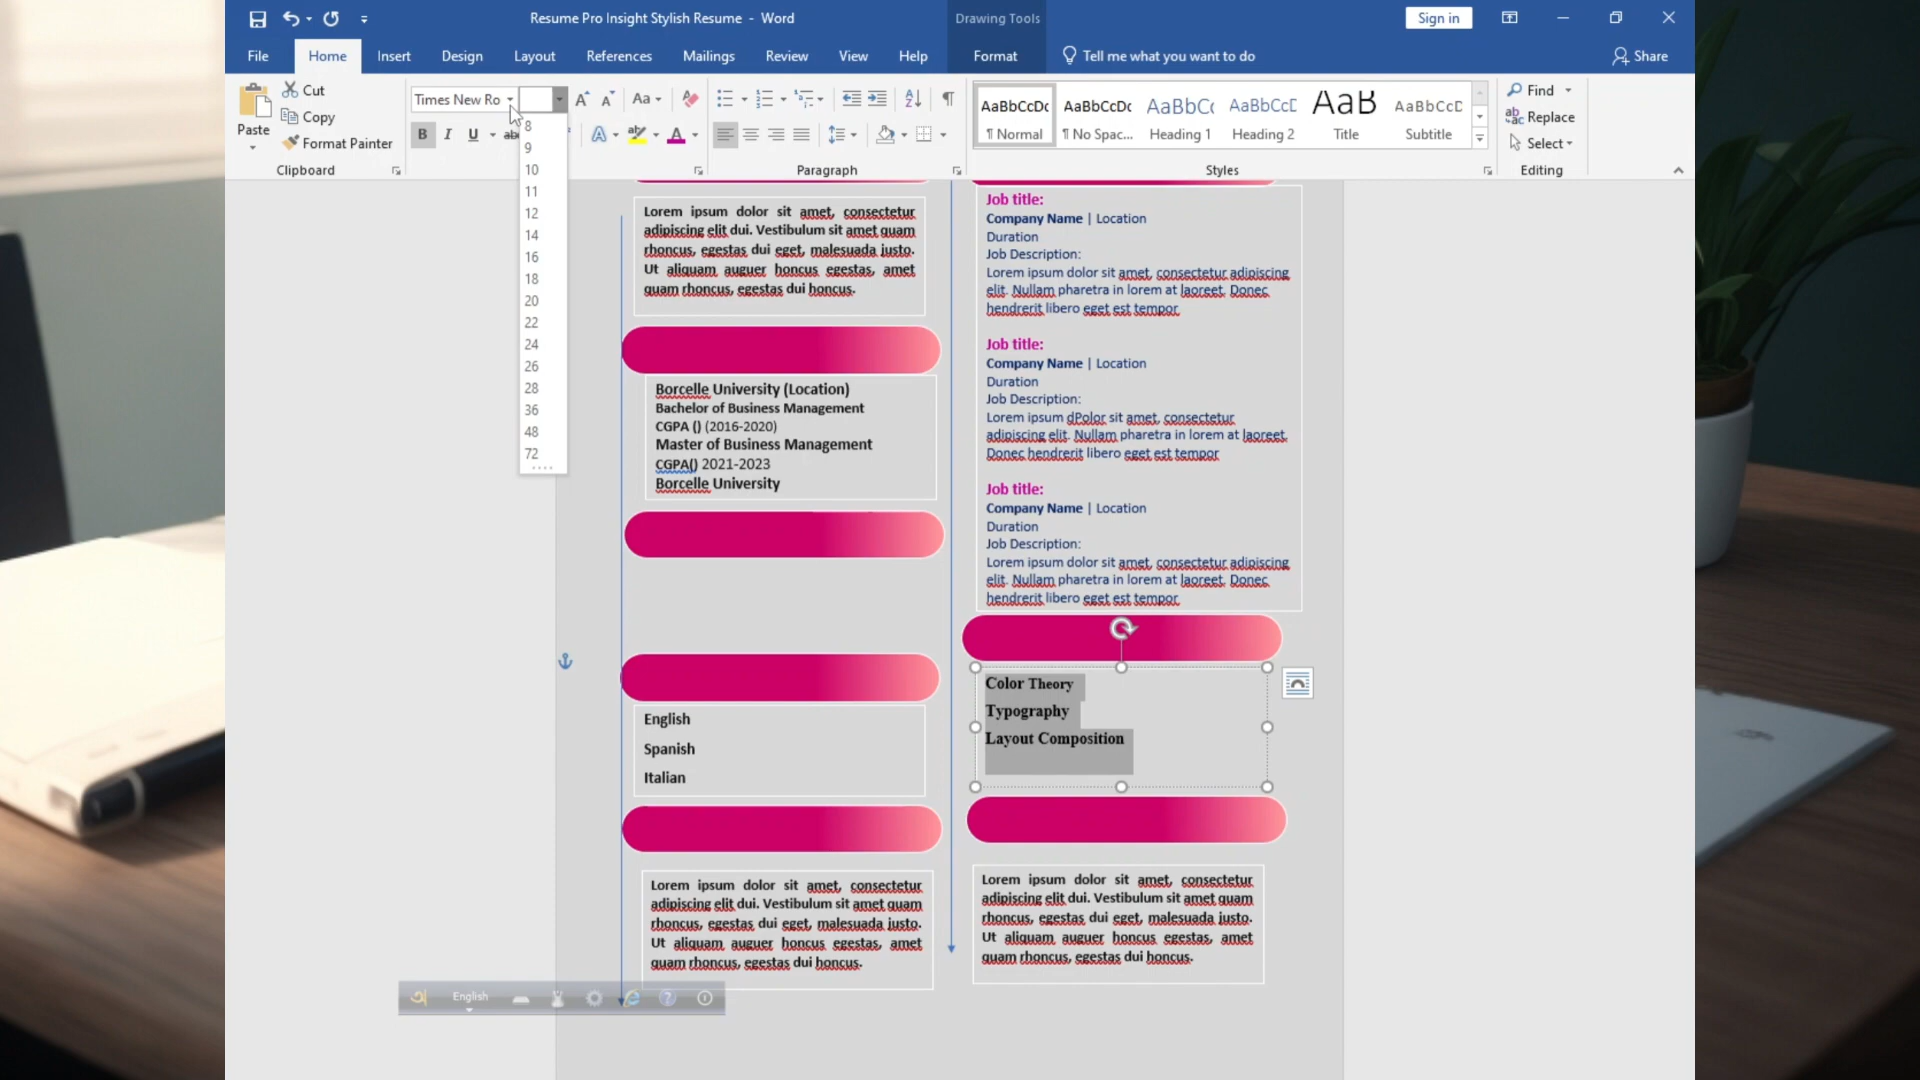 Resume Pro Insight Stylish Resume - Word
Drawing Tools
Sign in
File
Home
Insert
Design
Layout
References
Mailings
Review
View
Help
Format
Tell me what you want to do
Share
Paste
Cut
Copy
Format Painter
Clipboard
Times New Ro
Aa
B I U abc
A
Paragraph
AaBbCcDc
¶ Normal
AaBbCcDc
¶ No Spac...
AaBbCc
Heading 1
AaBbCcD
Heading 2
AaB
Title
AaBbCcD
Subtitle
Styles
Find
Replace
Select
Editing
8
9
10
11
12
14
16
18
20
22
24
26
28
36
48
72
Lorem ipsum dolor sit amet, consectetur
adipiscing elit dui. Vestibulum sit amet quam
rhoncus, egestas dui eget, malesuada justo.
Ut aliquam auguer honcus egestas, amet
quam rhoncus, egestas dui honcus.
Borcelle University (Location)
Bachelor of Business Management
CGPA () (2016-2020)
Master of Business Management
CGPA() 2021-2023
Borcelle University
English
Spanish
Italian
Lorem ipsum dolor sit amet, consectetur
adipiscing elit dui. Vestibulum sit amet quam
rhoncus, egestas dui eget, malesuada justo.
Ut aliquam auguer honcus egestas, amet
quam rhoncus, egestas dui honcus.
Job title:
Company Name | Location
Duration
Job Description:
Lorem ipsum dolor sit amet, consectetur adipiscing
elit. Nullam pharetra in lorem at laoreet. Donec
hendrerit libero eget est tempor
Job title:
Company Name | Location
Duration
Job Description:
Lorem ipsum dPolor sit amet, consectetur
adipiscing elit. Nullam pharetra in lorem at laoreet.
Donec hendrerit libero eget est tempor
Job title:
Company Name | Location
Duration
Job Description:
Lorem ipsum dolor sit amet, consectetur adipiscing
elit. Nullam pharetra in lorem at laoreet. Donec
hendrerit libero eget est tempor
Color Theory
Typography
Layout Composition
Lorem ipsum dolor sit amet, consectetur
adipiscing elit dui. Vestibulum sit amet quam
rhoncus, egestas dui eget, malesuada justo.
Ut aliquam auguer honcus egestas, amet
quam rhoncus, egestas dui honcus.
English